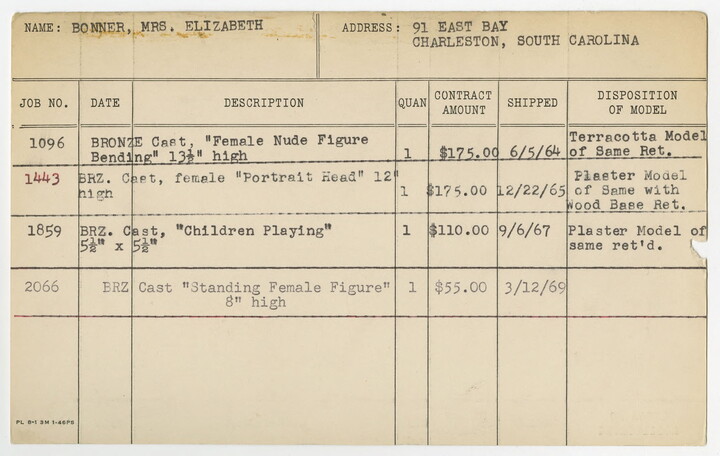 NAME: BONNER, MRS. ELIZABETH
ADDRESS: 91 EAST BAY
CHARLESTON, SOUTH CAROLINA
JOB NO. DATE DESCRIPTION QUAN CONTRACT AMOUNT SHIPPED DISPOSITION OF MODEL
1096 BRONZE Cast, "Female Nude Figure
Bending" 13½" high 1 $175.00 6/5/64 Terracotta Model
of Same Ret.
1443 BRZ. Cast, female "Portrait Head" 12"
high 1 $175.00 12/22/65 Plaster Model
of Same with
Wood Base Ret.
1859 BRZ. Cast, "Children Playing" 1 $110.00 9/6/67 Plaster Model of
5½" x 5½" same ret'd.
2066 BRZ Cast "Standing Female Figure" 1 $55.00 3/12/69
8" high